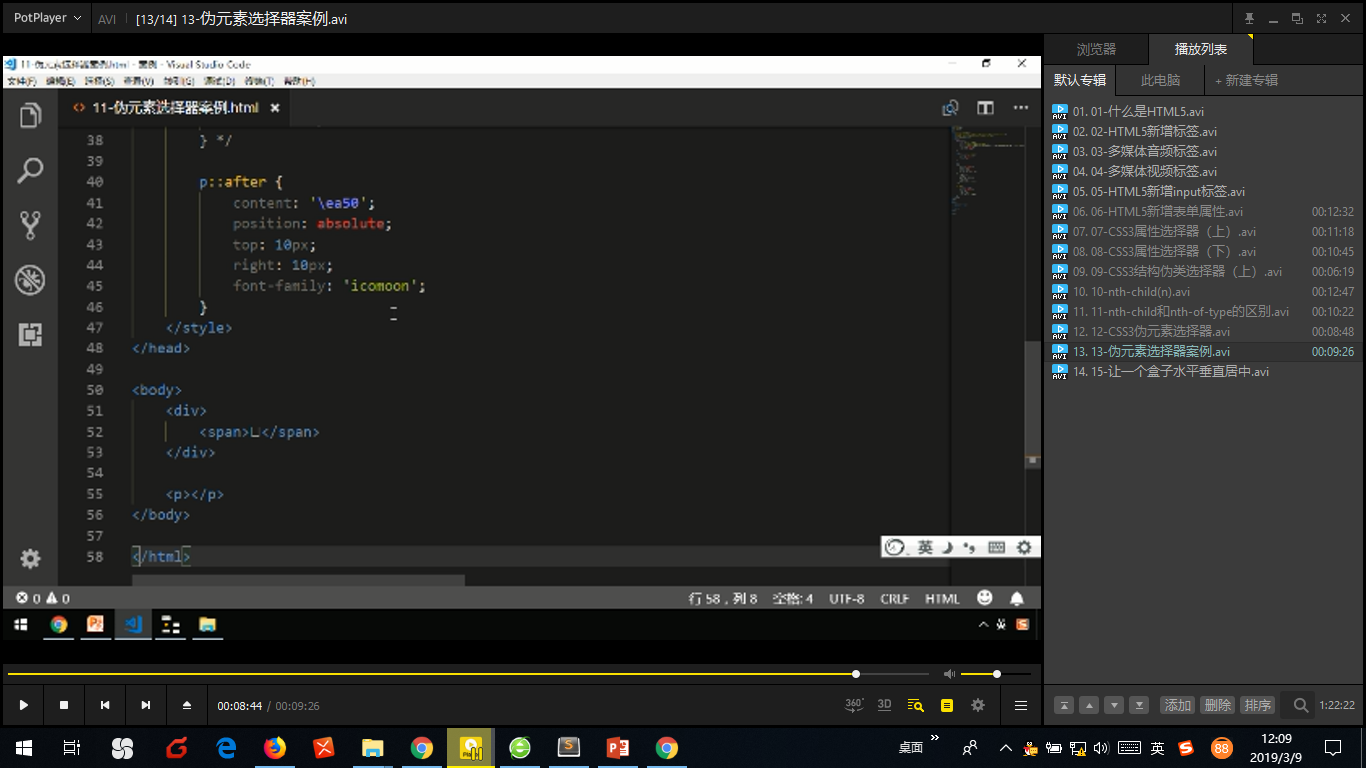 PotPlayer AVI [13/14] 13-伪元素选择器案例.avi
浏览器 播放列表
默认专辑 此电脑 + 新建专辑
11-伪元素选择器案例.html - 案例 - Visual Studio Code
文件(F) 编辑(E) 选择(S) 查看(V) 转到(G) 调试(D) 终端(T) 帮助(H)
11-伪元素选择器案例.html
38 } */
39
40 p::after {
41 content: '\ea50';
42 position: absolute;
43 top: 10px;
44 right: 10px;
45 font-family: 'icomoon';
46 }
47 </style>
48 </head>
49
50 <body>
51 <div>
52 <span></span>
53 </div>
54
55 <p></p>
56 </body>
57
58 </html>
英
0 0 行 58，列 8 空格: 4 UTF-8 CRLF HTML
01. 01-什么是HTML5.avi
02. 02-HTML5新增标签.avi
03. 03-多媒体音频标签.avi
04. 04-多媒体视频标签.avi
05. 05-HTML5新增input标签.avi
06. 06-HTML5新增表单属性.avi 00:12:32
07. 07-CSS3属性选择器（上）.avi 00:11:18
08. 08-CSS3属性选择器（下）.avi 00:10:45
09. 09-CSS3结构伪类选择器（上）.avi 00:06:19
10. 10-nth-child(n).avi 00:12:47
11. 11-nth-child和nth-of-type的区别.avi 00:10:22
12. 12-CSS3伪元素选择器.avi 00:08:48
13. 13-伪元素选择器案例.avi 00:09:26
14. 15-让一个盒子水平垂直居中.avi
00:08:44 / 00:09:26
360° 3D
添加 删除 排序 1:22:22
桌面 » 英 88 12:09
2019/3/9